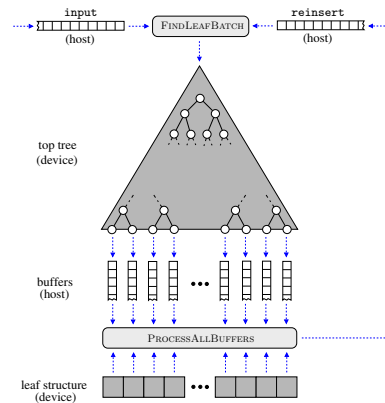 input
FINDLEAFBATCH
reinsert
(host)
(host)
top tree
(device)
buffers
(host)
PROCESSALLBUFFERS
leaf structure
(device)